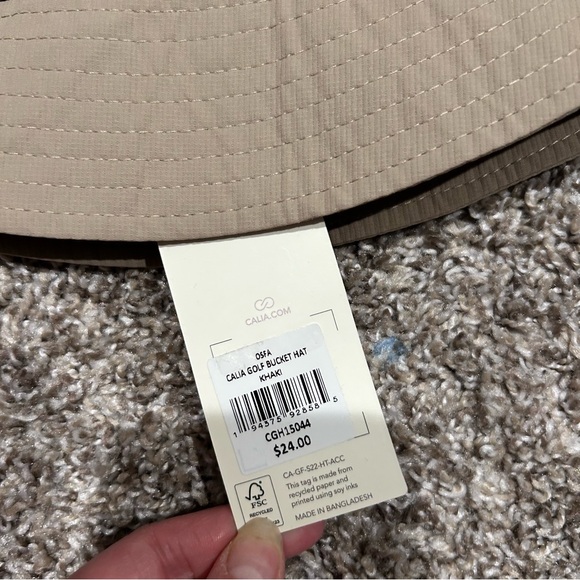 CALIA.COM
OSFA
CALIA GOLF BUCKET HAT
KHAKI
1 94375 92858 5
CGH15044
$24.00
CA-GF-S22-HT-ACC
This tag is made from
recycled paper and
printed using soy inks
MADE IN BANGLADESH
FSC
RECYCLED